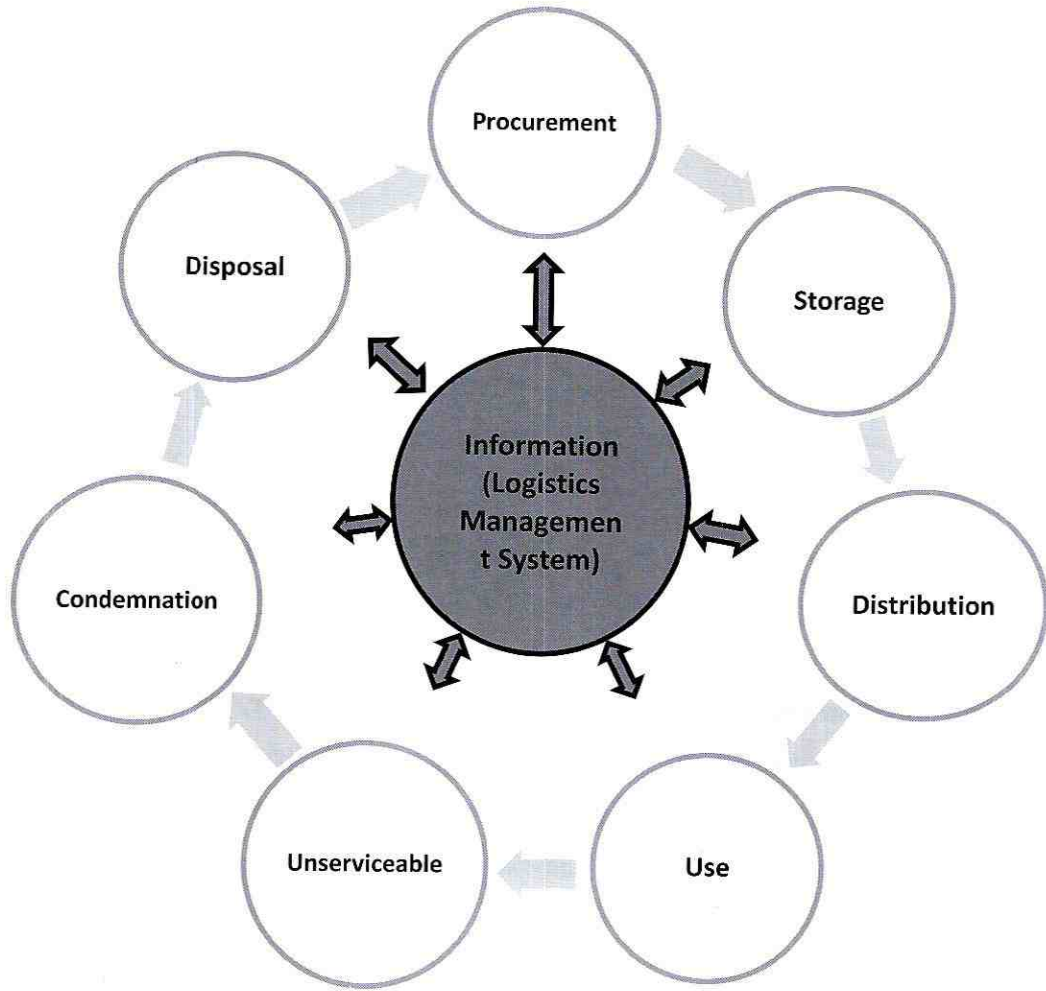 Procurement
Storage
Distribution
Use
Unserviceable
Condemnation
Disposal
Information
(Logistics
Managemen
t System)